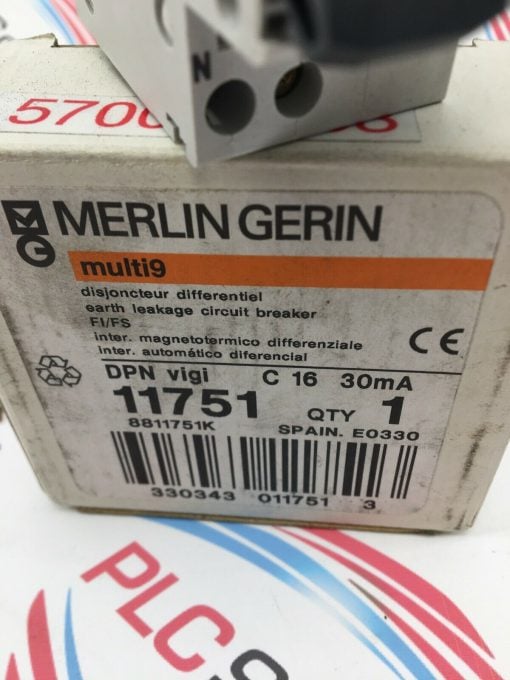 N
MERLIN GERIN
multi9
disjoncteur differentiel
earth leakage circuit breaker
FI/FS
inter. magnetotermico differenziale
inter. automático diferencial
CE
DPN vigi C 16 30mA
11751 QTY 1
8811751K SPAIN. E0330
330343 011751 3
PLC